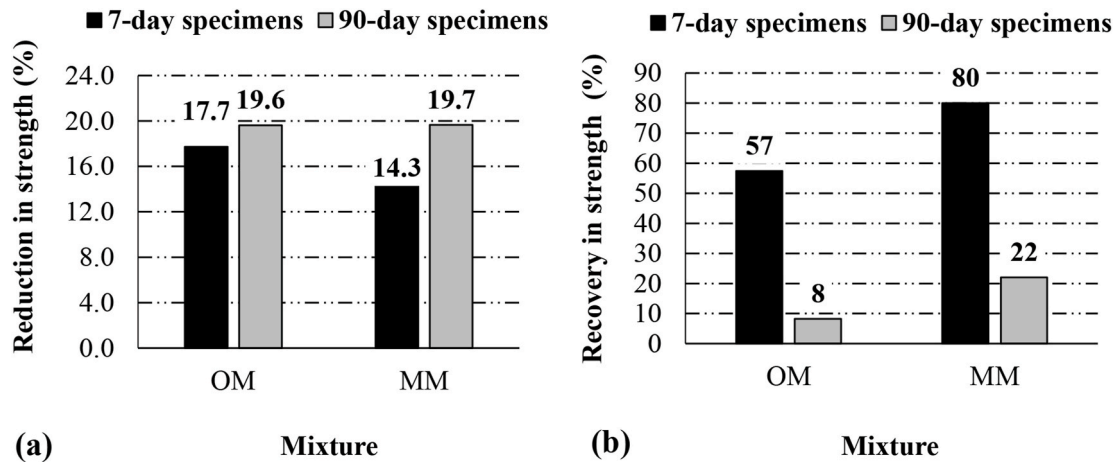 7-day specimens 90-day specimens
Reduction in strength (%)
24.0
20.0
16.0
12.0
8.0
4.0
0.0
17.7
19.6
14.3
19.7
OM
MM
(a)
Mixture
7-day specimens 90-day specimens
Recovery in strength (%)
90
80
70
60
50
40
30
20
10
0
57
8
80
22
OM
MM
(b)
Mixture